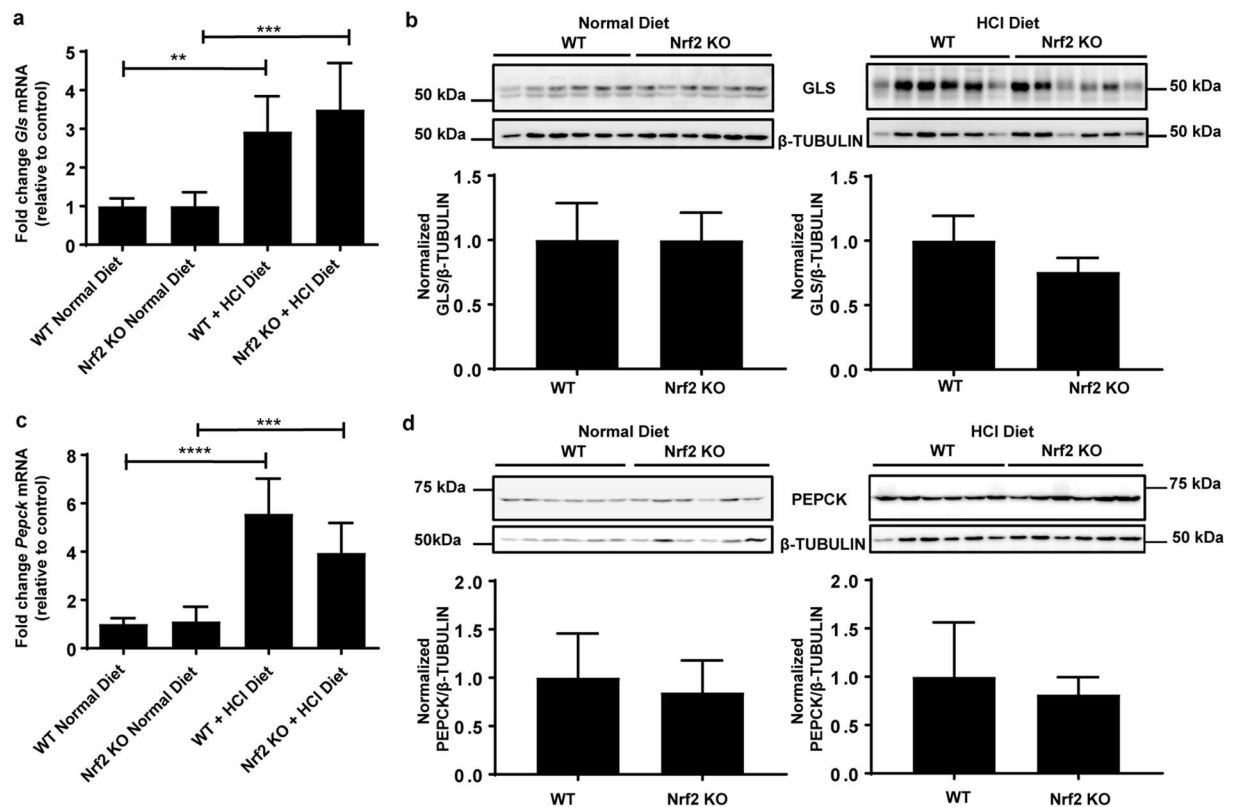 a
Fold change Gls mRNA
(relative to control)
5
4
3
2
1
0
**
***
WT Normal Diet
Nrf2 KO Normal Diet
WT + HCl Diet
Nrf2 KO + HCl Diet
b
Normal Diet
WT Nrf2 KO
50 kDa
50 kDa
GLS
β-TUBULIN
HCl Diet
WT Nrf2 KO
50 kDa
50 kDa
Normalized
GLS/β-TUBULIN
1.5
1.0
0.5
0.0
WT Nrf2 KO
Normalized
GLS/β-TUBULIN
1.5
1.0
0.5
0.0
WT Nrf2 KO
c
Fold change Pepck mRNA
(relative to control)
8
6
4
2
0
****
***
WT Normal Diet
Nrf2 KO Normal Diet
WT + HCl Diet
Nrf2 KO + HCl Diet
d
Normal Diet
WT Nrf2 KO
75 kDa
50kDa
PEPCK
β-TUBULIN
HCl Diet
WT Nrf2 KO
75 kDa
50 kDa
Normalized
PEPCK/β-TUBULIN
2.0
1.5
1.0
0.5
0.0
WT Nrf2 KO
Normalized
PEPCK/β-TUBULIN
2.0
1.5
1.0
0.5
0.0
WT Nrf2 KO